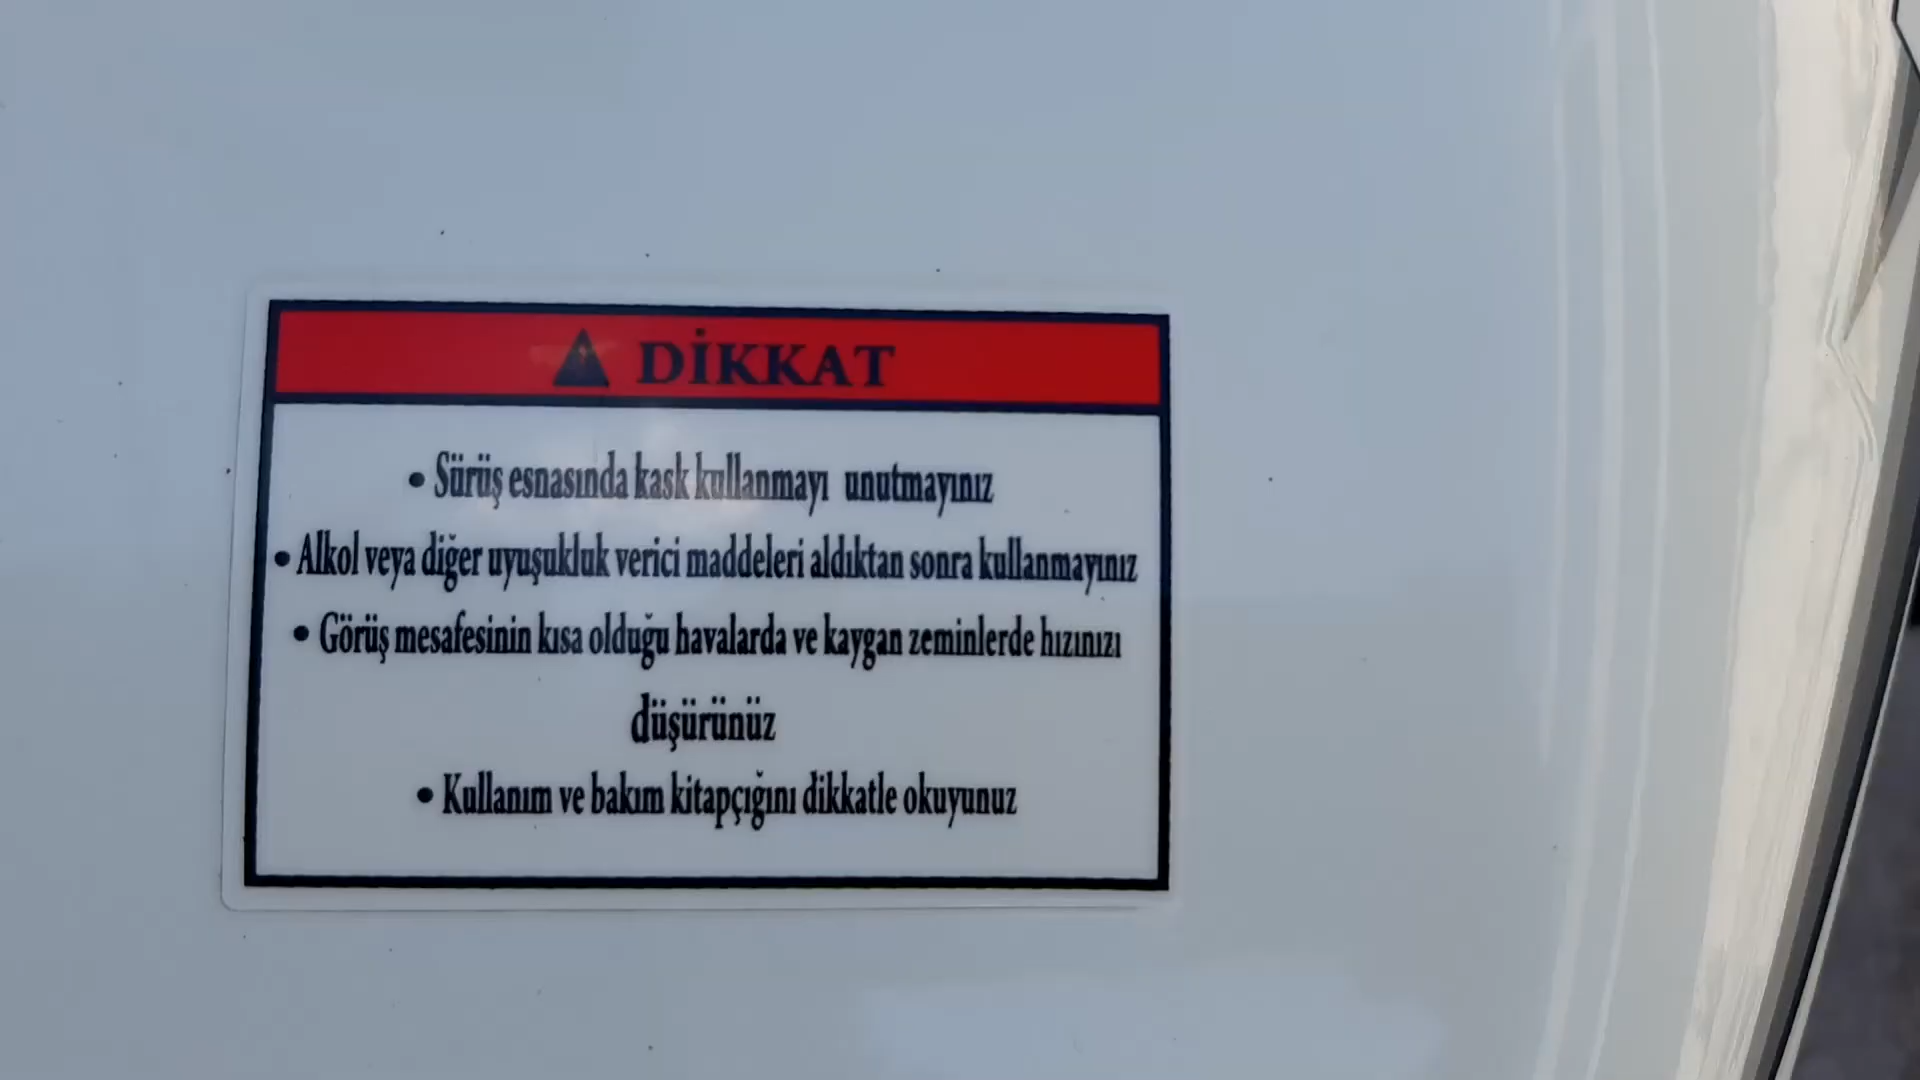 DİKKAT
• Sürüş esnasında kask kullanmayı unutmayınız
• Alkol veya diğer uyuşukluk verici maddeleri aldıktan sonra kullanmayınız
• Görüş mesafesinin kısa olduğu havalarda ve kaygan zeminlerde hızınızı
düşürünüz
• Kullanım ve bakım kitapçığını dikkatle okuyunuz